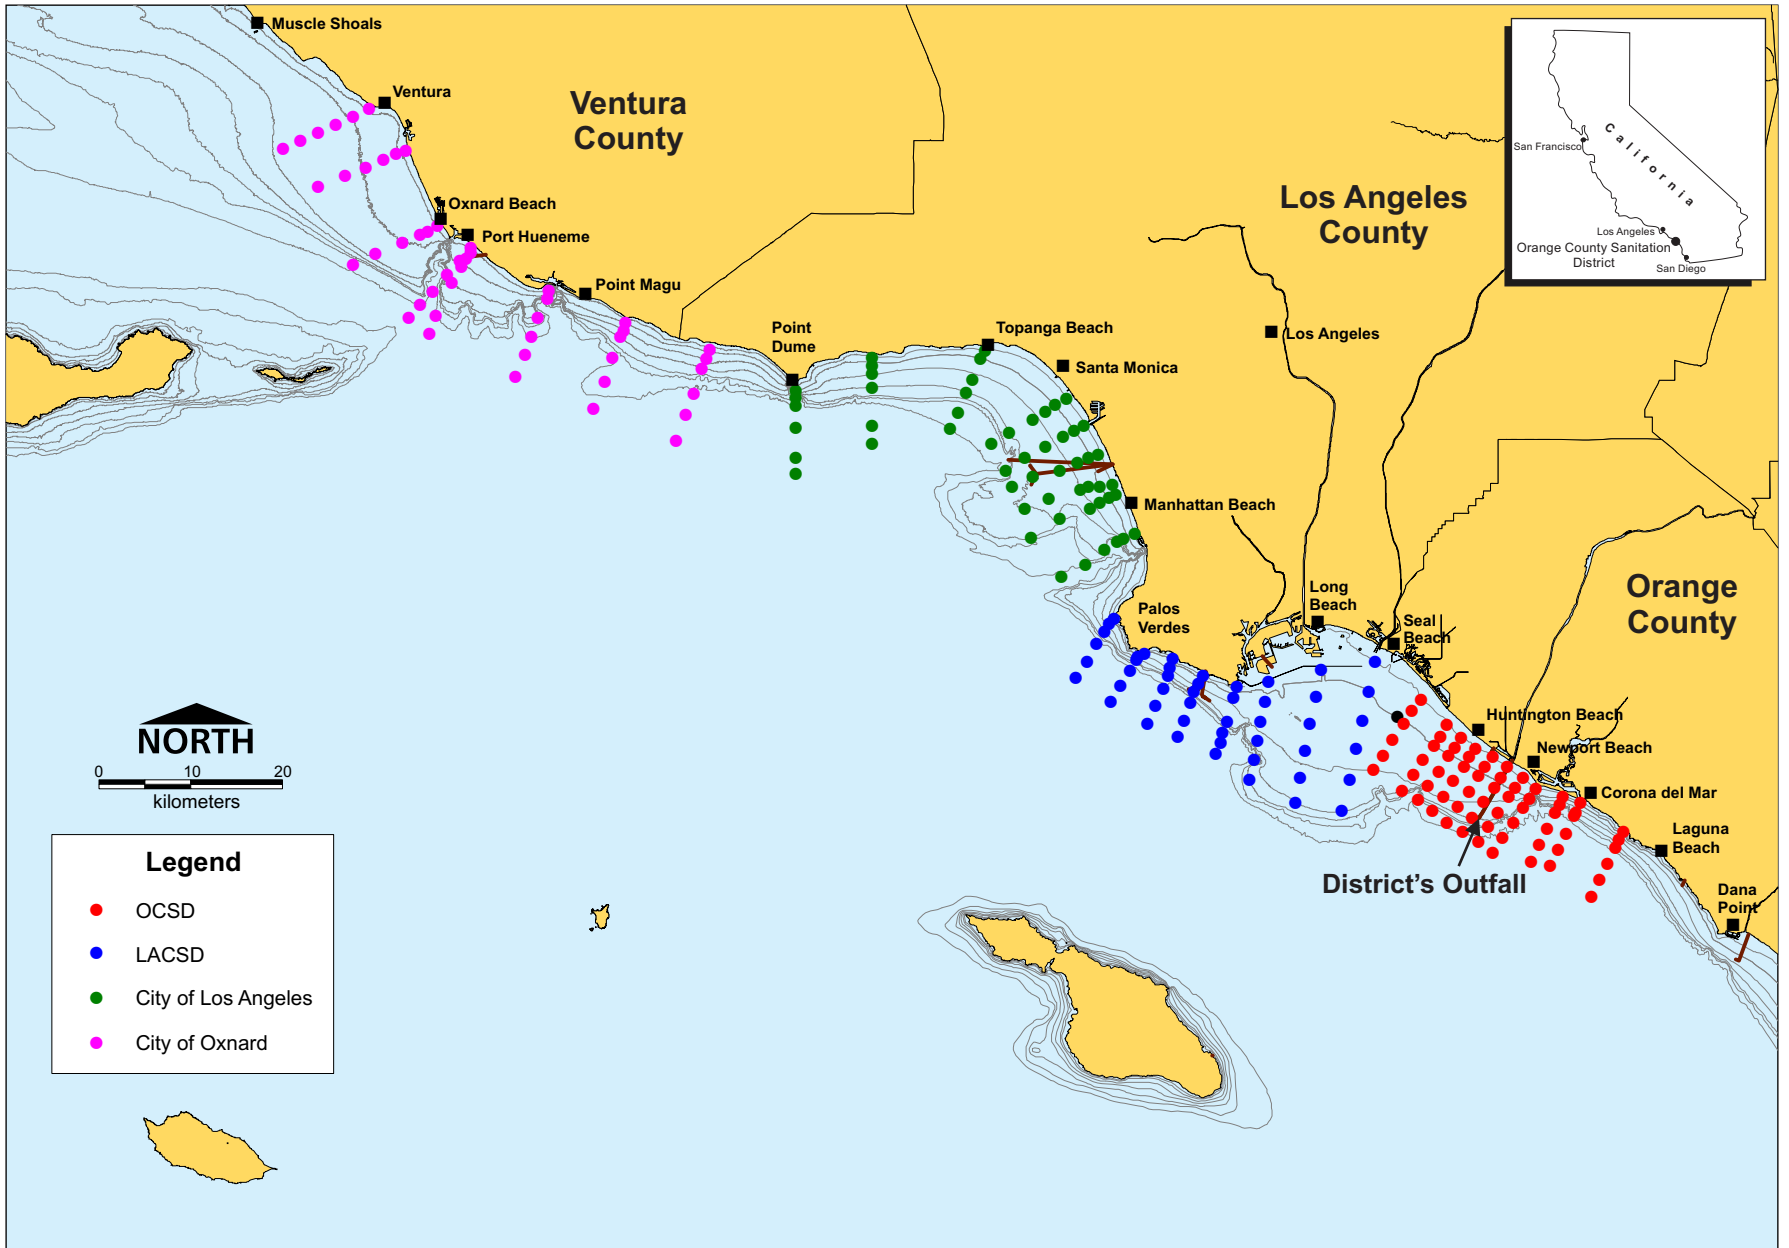 Muscle Shoals
Ventura
Ventura
County
Oxnard Beach
Port Hueneme
Point Magu
Point
Dume
Topanga Beach
Santa Monica
Los Angeles
County
Los Angeles
Manhattan Beach
Palos
Verdes
Long
Beach
Seal
Beach
Orange
County
Huntington Beach
Newport Beach
Corona del Mar
Laguna
Beach
Dana
Point
District's Outfall
California
San Francisco
Los Angeles
Orange County Sanitation
District
San Diego
NORTH
0 10 20
kilometers
Legend
OCSD
LACSD
City of Los Angeles
City of Oxnard